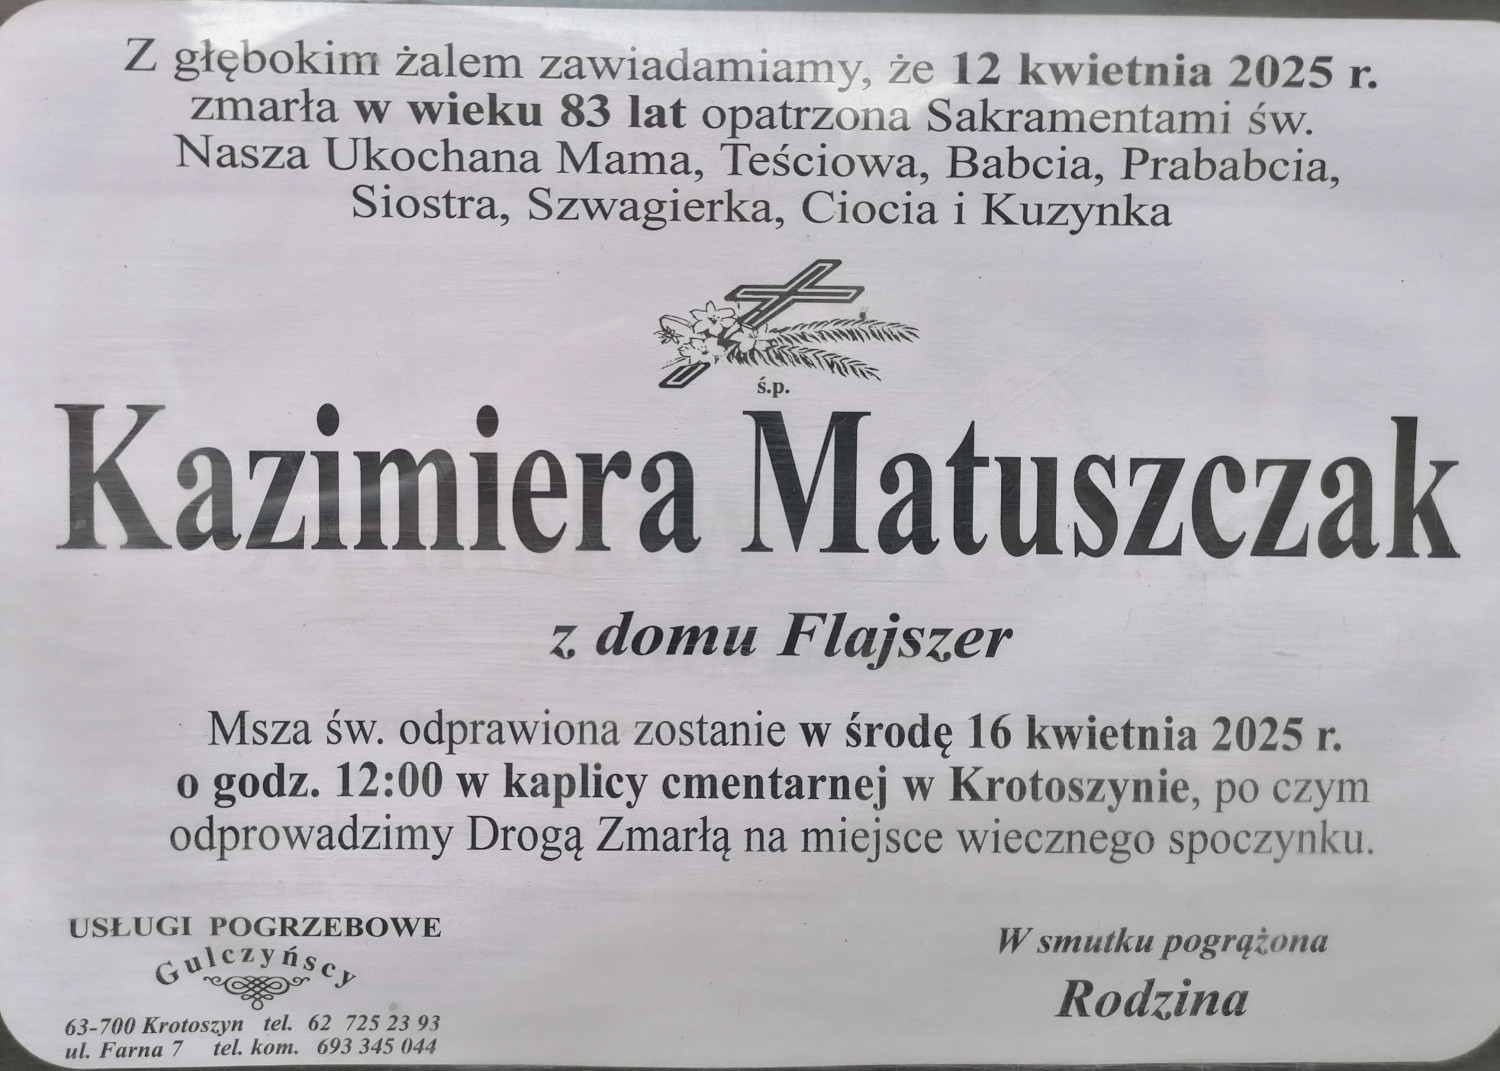 Z głębokim żalem zawiadamiamy, że 12 kwietnia 2025 r.
zmarła w wieku 83 lat opatrzona Sakramentami św.
Nasza Ukochana Mama, Teściowa, Babcia, Prababcia,
Siostra, Szwagierka, Ciocia i Kuzynka
ś.p.
Kazimiera Matuszczak
z domu Flajszer
Msza św. odprawiona zostanie w środę 16 kwietnia 2025 r.
o godz. 12:00 w kaplicy cmentarnej w Krotoszynie, po czym
odprowadzimy Drogą Zmarłą na miejsce wiecznego spoczynku.
USŁUGI POGRZEBOWE
Gulczyńscy
63-700 Krotoszyn tel. 62 725 23 93
ul. Farna 7 tel. kom. 693 345 044
W smutku pogrążona
Rodzina